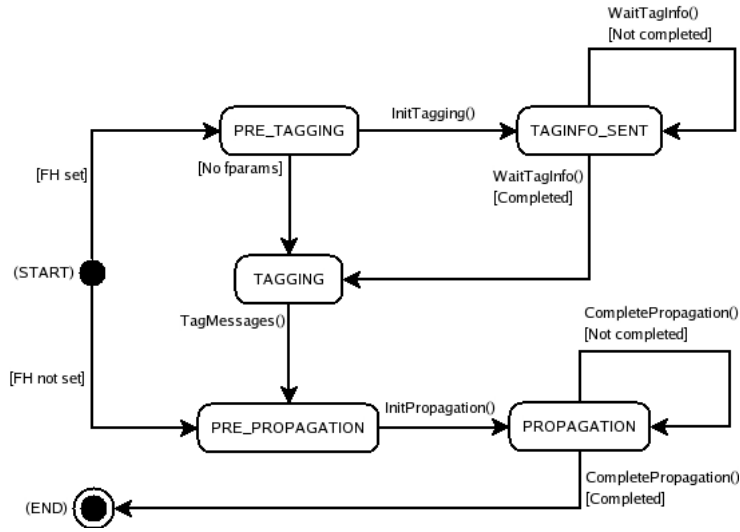 WaitTagInfo()
[Not completed]
PRE_TAGGING
InitTagging()
TAGINFO_SENT
[FH set]
[No fparams]
WaitTagInfo()
[Completed]
(START)
TAGGING
TagMessages()
CompletePropagation()
[Not completed]
[FH not set]
PRE_PROPAGATION
InitPropagation()
PROPAGATION
CompletePropagation()
[Completed]
(END)